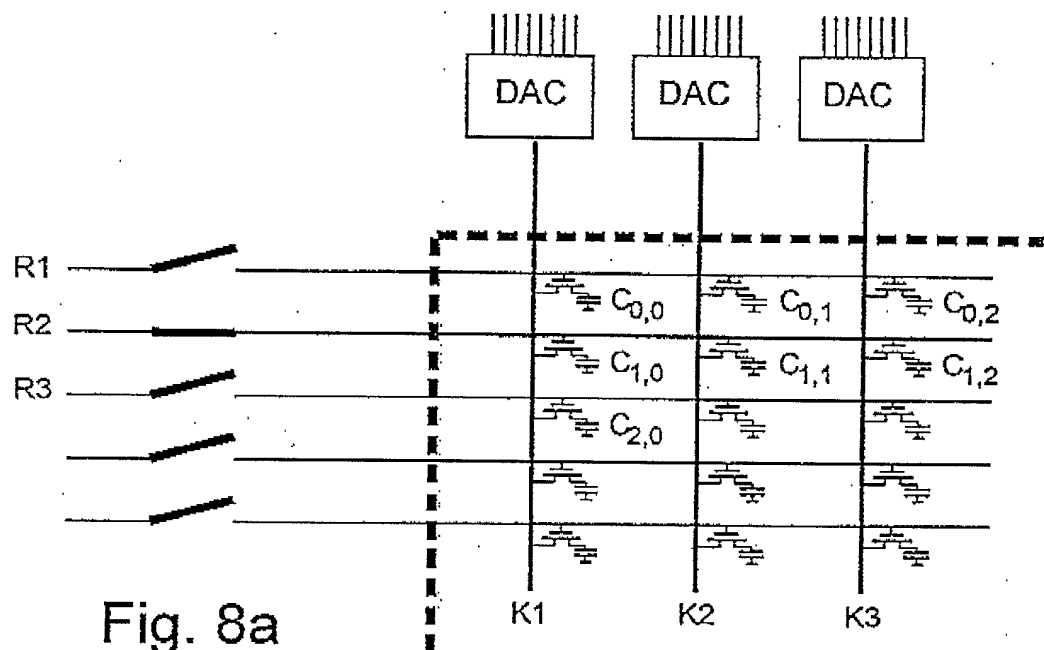 DAC DAC DAC
R1
C0,0 C0,1 C0,2
R2
C1,0 C1,1 C1,2
R3
C2,0
K1 K2 K3
Fig. 8a